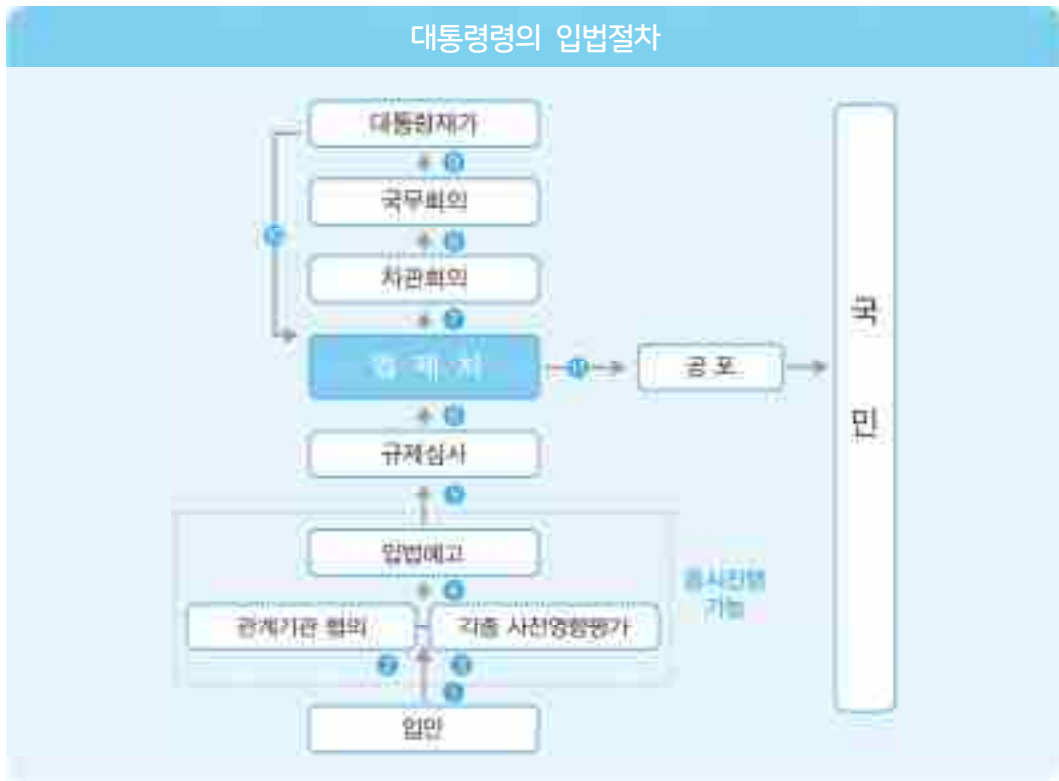 대통령령의 입법절차
대통령재가
국무회의
차관회의
법 제 처
공 포
국
민
규제심사
입법예고
동시진행
가능
관계기관 협의
각종 사전영향평가
2
입안